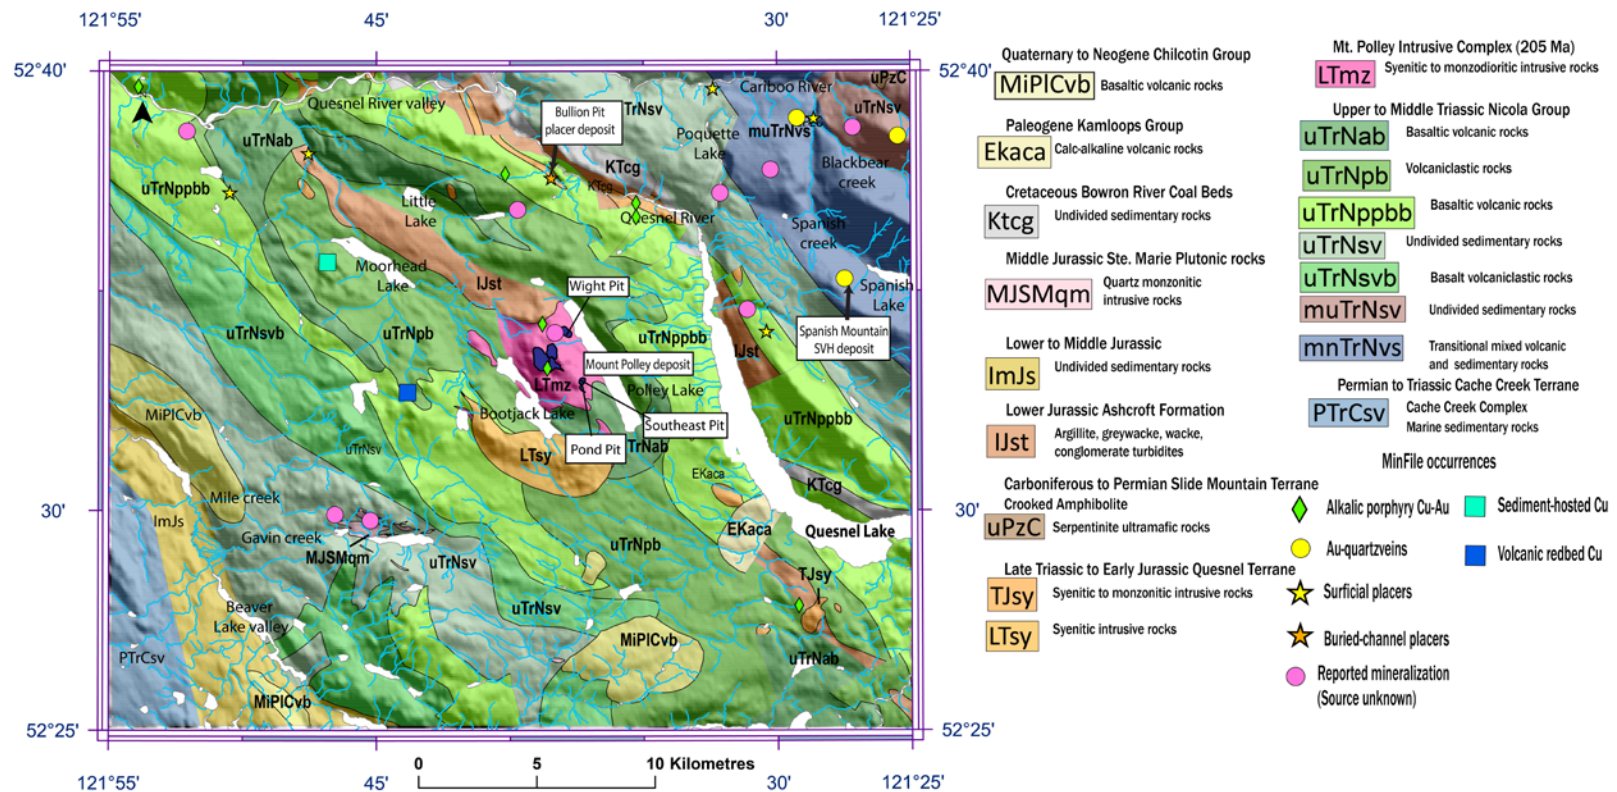 121°55'
45'
30'
121°25'
52°40'
52°40'
Quesnel River valley
TrNsv
Cariboo River
uPzC
uTrNsv
Bullion Pit
placer deposit
uTrNab
Poquette
Lake
muTrNvs
KTcg
KTcg
Blackbear
creek
uTrNppbb
Little
Lake
Quesnel River
Spanish
creek
Moorhead
Lake
IJst
Wight Pit
Spanish
Lake
uTrNsvb
uTrNpb
uTrNppbb
IJst
Spanish Mountain
SVH deposit
Mount Polley deposit
LTmz
Polley Lake
MiPlCvb
Bootjack Lake
Southeast Pit
uTrNppbb
uTrNsv
LTsy
Pond Pit
TrNab
EKaca
KTcg
Mile creek
30'
ImJs
30'
Gavin creek
EKaca
Quesnel Lake
MJSMqm
uTrNsv
uTrNpb
TJsy
Beaver
Lake valley
uTrNsv
MiPlCvb
PTrCsv
uTrNab
MiPlCvb
52°25'
52°25'
0
5
10 Kilometres
121°55'
45'
30'
121°25'
Quaternary to Neogene Chilcotin Group
MiPlCvb
Basaltic volcanic rocks
Paleogene Kamloops Group
Ekaca
Calc-alkaline volcanic rocks
Cretaceous Bowron River Coal Beds
Ktcg
Undivided sedimentary rocks
Middle Jurassic Ste. Marie Plutonic rocks
MJSMqm
Quartz monzonitic
intrusive rocks
Lower to Middle Jurassic
ImJs
Undivided sedimentary rocks
Lower Jurassic Ashcroft Formation
IJst
Argillite, greywacke, wacke,
conglomerate turbidites
Carboniferous to Permian Slide Mountain Terrane
Crooked Amphibolite
uPzC
Serpentinite ultramafic rocks
Late Triassic to Early Jurassic Quesnel Terrane
TJsy
Syenitic to monzonitic intrusive rocks
LTsy
Syenitic intrusive rocks
Mt. Polley Intrusive Complex (205 Ma)
LTmz
Syenitic to monzodioritic intrusive rocks
Upper to Middle Triassic Nicola Group
uTrNab
Basaltic volcanic rocks
uTrNpb
Volcaniclastic rocks
uTrNppbb
Basaltic volcanic rocks
uTrNsv
Undivided sedimentary rocks
uTrNsvb
Basalt volcaniclastic rocks
muTrNsv
Undivided sedimentary rocks
mnTrNvs
Transitional mixed volcanic
and sedimentary rocks
Permian to Triassic Cache Creek Terrane
PTrCsv
Cache Creek Complex
Marine sedimentary rocks
MinFile occurrences
Alkalic porphyry Cu-Au
Sediment-hosted Cu
Au-quartzveins
Volcanic redbed Cu
Surficial placers
Buried-channel placers
Reported mineralization
(Source unknown)